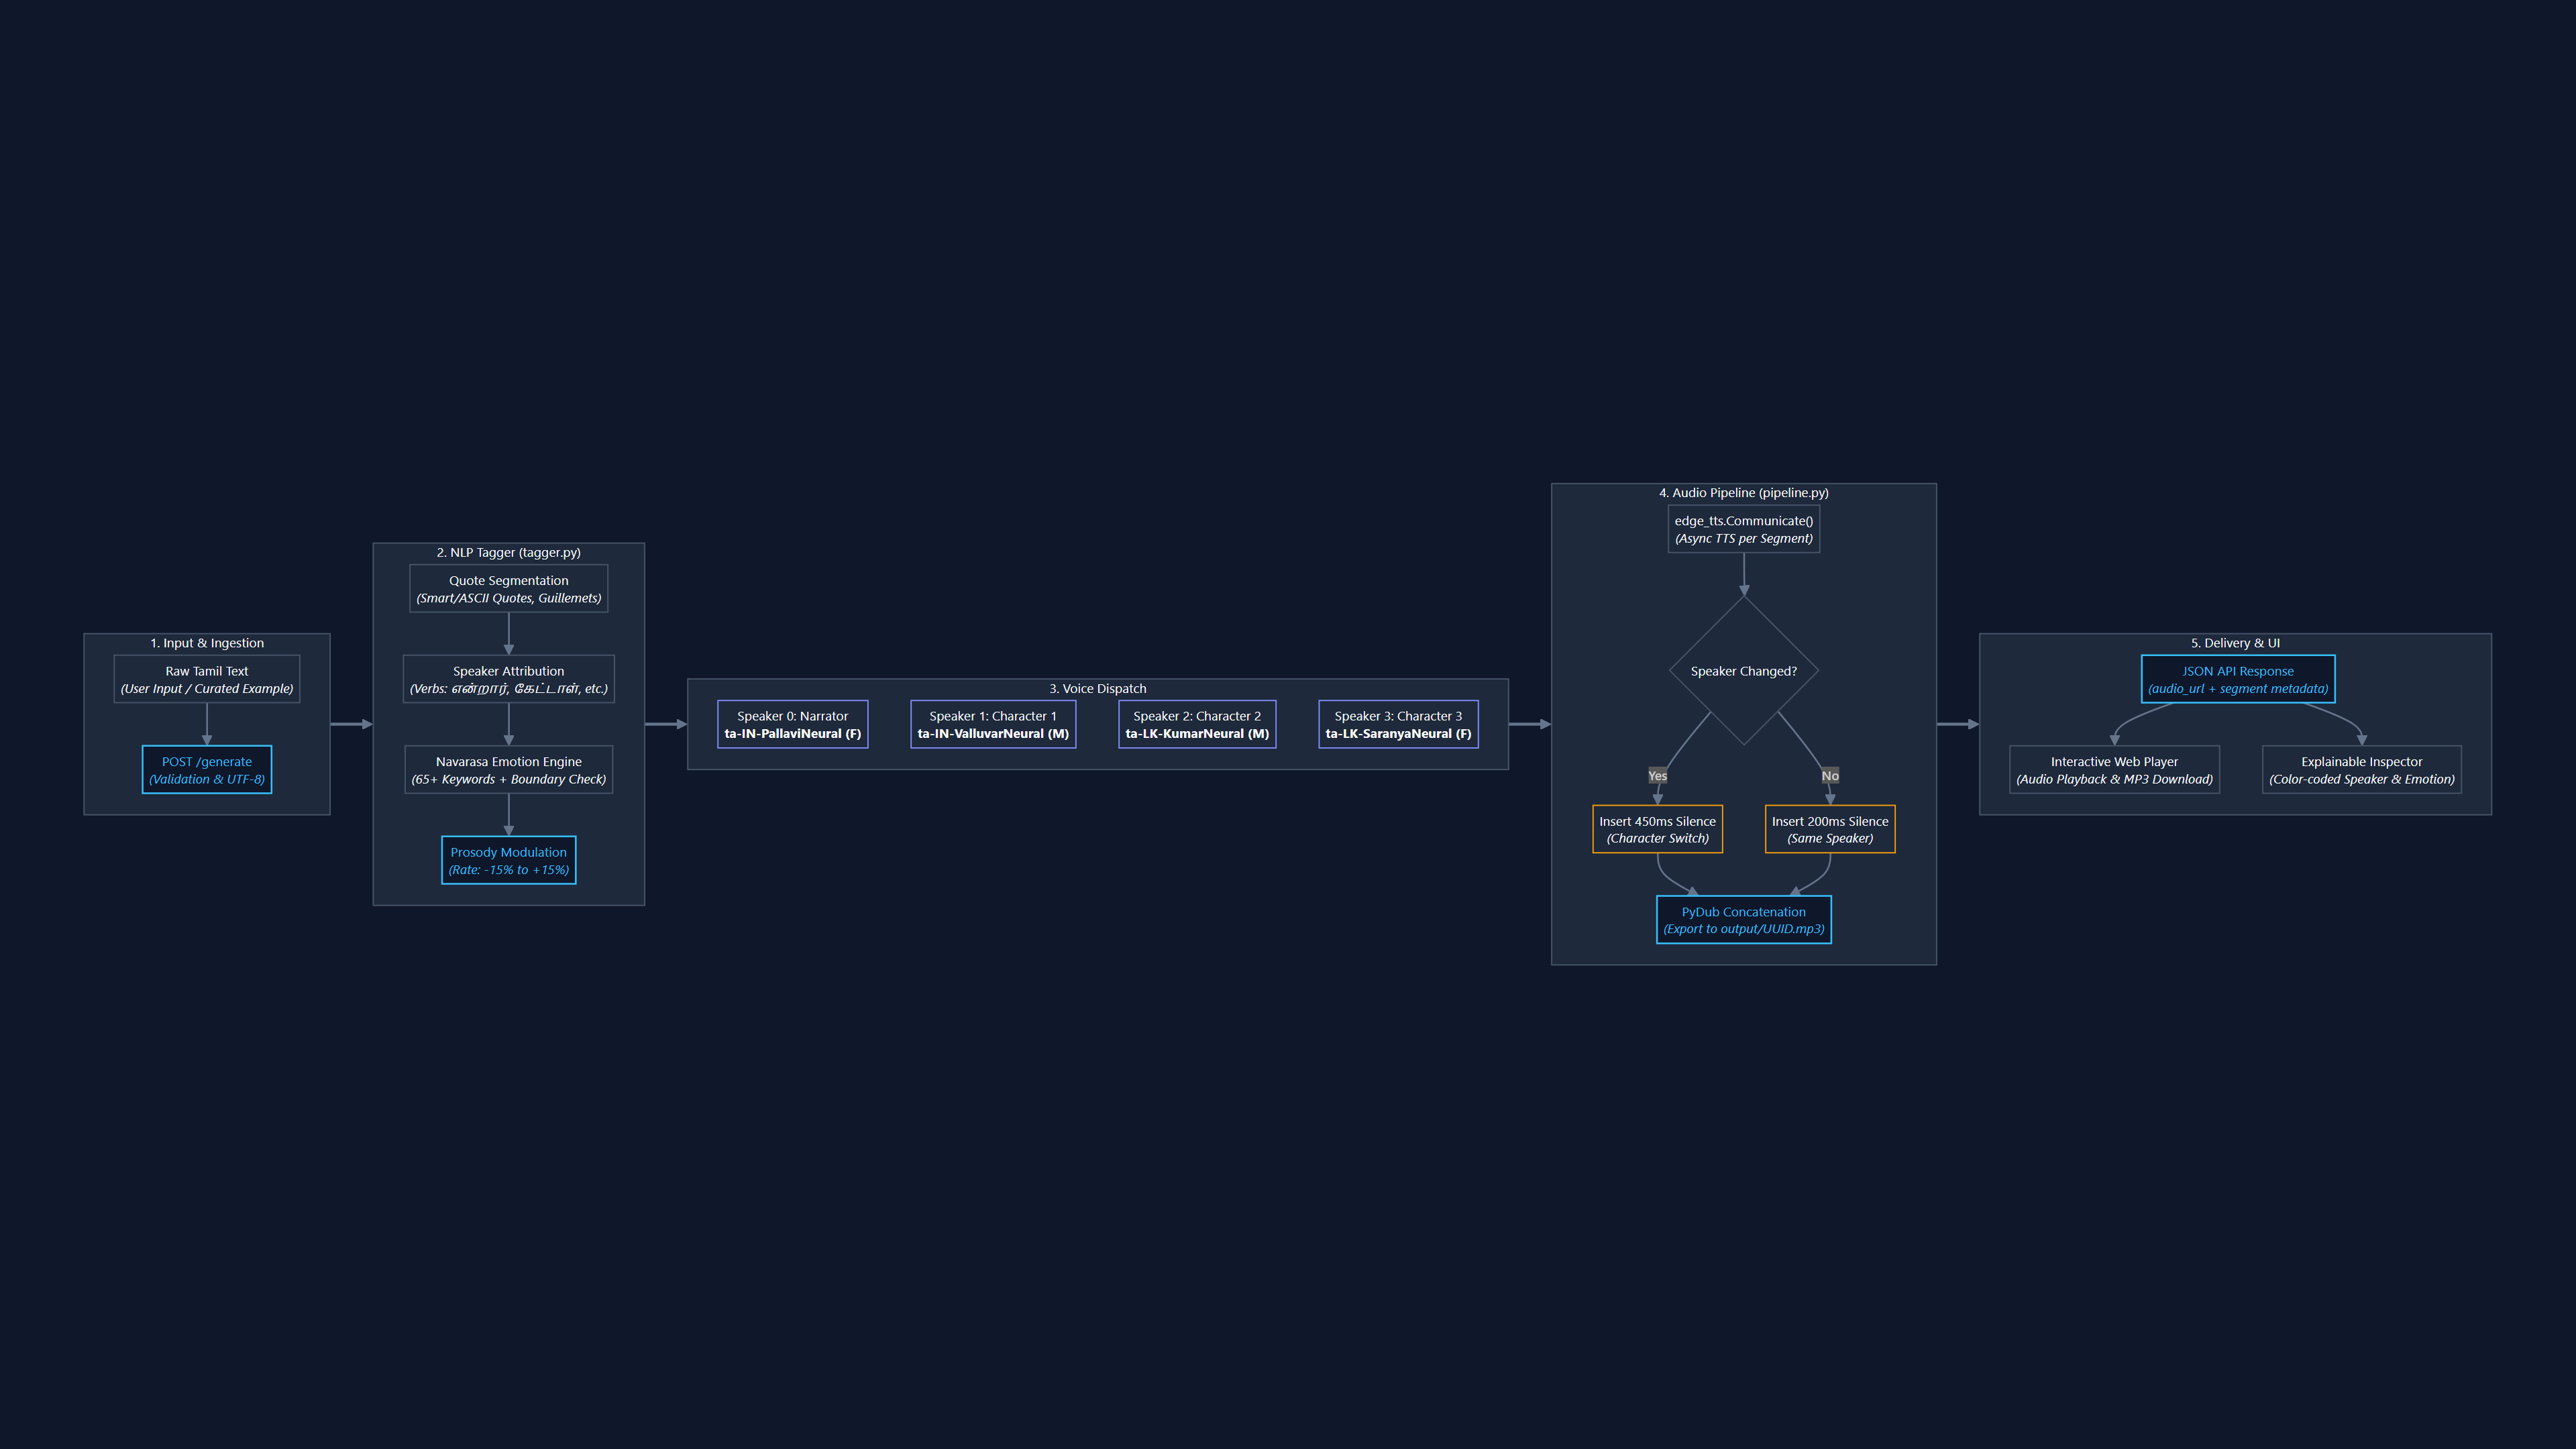 1. Input & Ingestion
Raw Tamil Text
(User Input / Curated Example)
POST /generate
(Validation & UTF-8)
2. NLP Tagger (tagger.py)
Quote Segmentation
(Smart/ASCII Quotes, Guillemets)
Speaker Attribution
(Verbs: என்றார், கேட்டாள், etc.)
Navarasa Emotion Engine
(65+ Keywords + Boundary Check)
Prosody Modulation
(Rate: -15% to +15%)
3. Voice Dispatch
Speaker 0: Narrator
ta-IN-PallaviNeural (F)
Speaker 1: Character 1
ta-IN-ValluvarNeural (M)
Speaker 2: Character 2
ta-LK-KumarNeural (M)
Speaker 3: Character 3
ta-LK-SaranyaNeural (F)
4. Audio Pipeline (pipeline.py)
edge_tts.Communicate()
(Async TTS per Segment)
Speaker Changed?
Yes
No
Insert 450ms Silence
(Character Switch)
Insert 200ms Silence
(Same Speaker)
PyDub Concatenation
(Export to output/UUID.mp3)
5. Delivery & UI
JSON API Response
(audio_url + segment metadata)
Interactive Web Player
(Audio Playback & MP3 Download)
Explainable Inspector
(Color-coded Speaker & Emotion)